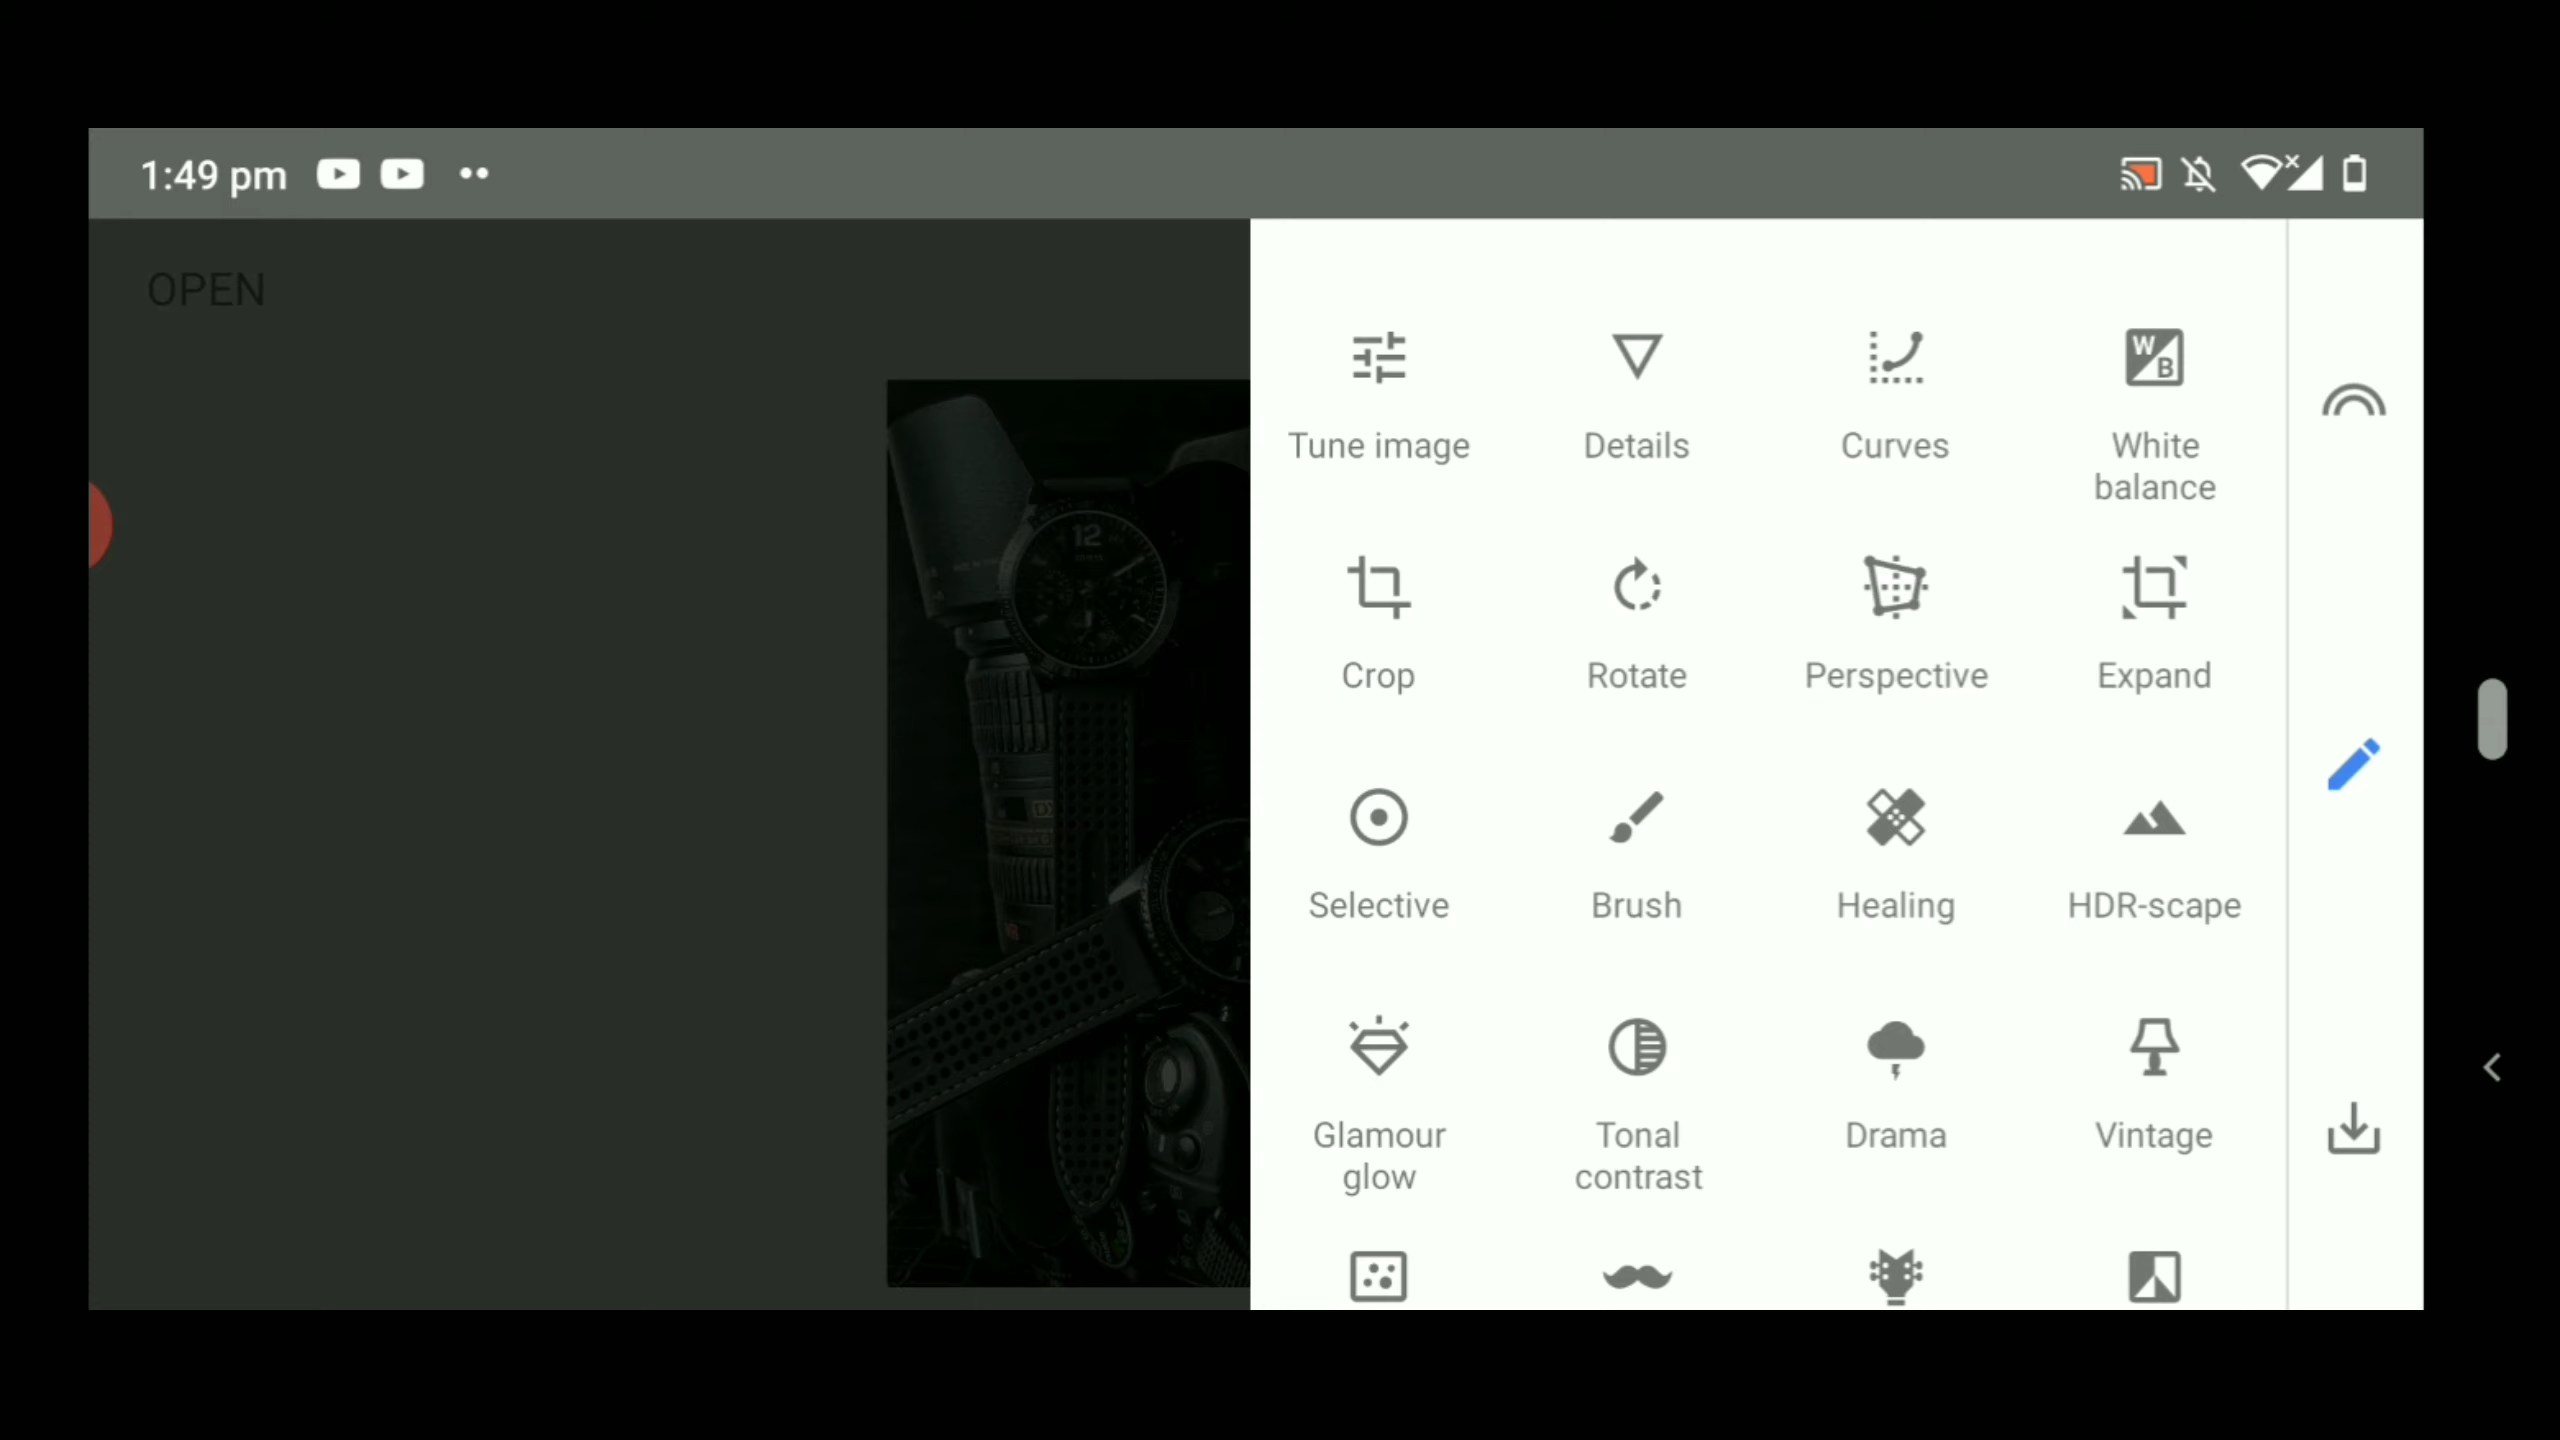 1:49 pm
OPEN
12
Tune image
Details
Curves
W
B
White
balance
Crop
Rotate
Perspective
Expand
Selective
Brush
Healing
HDR-scape
Glamour
glow
Tonal
contrast
Drama
Vintage